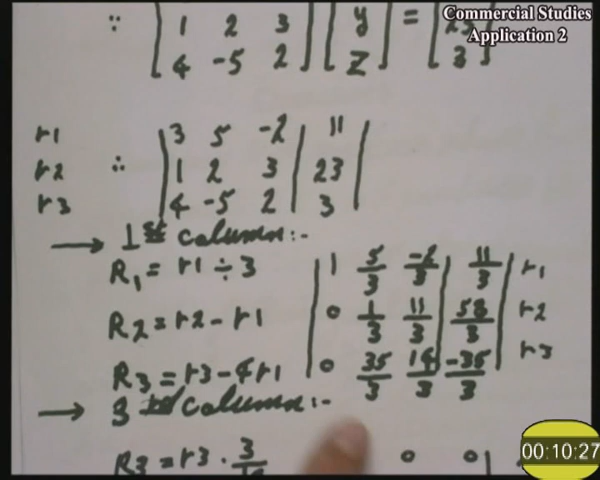 Commercial Studies
Application 2
∵ | 1 2 3 | | y | = | 23 |
| 4 -5 2 | | z | | 3 |
r1 | 3 5 -2 | 11 |
r2 ∴ | 1 2 3 | 23 |
r3 | 4 -5 2 | 3 |
→ 1st column:-
R1 = r1 ÷ 3 | 1 5/3 -2/3 | 11/3 | r1
R2 = r2 - r1 | 0 1/3 11/3 | 58/3 | r2
R3 = r3 - 4r1 | 0 35/3 14/3 | -35/3 | r3
→ 3rd column:-
R3 = r3 . 3/14 0 0 |
00:10:27